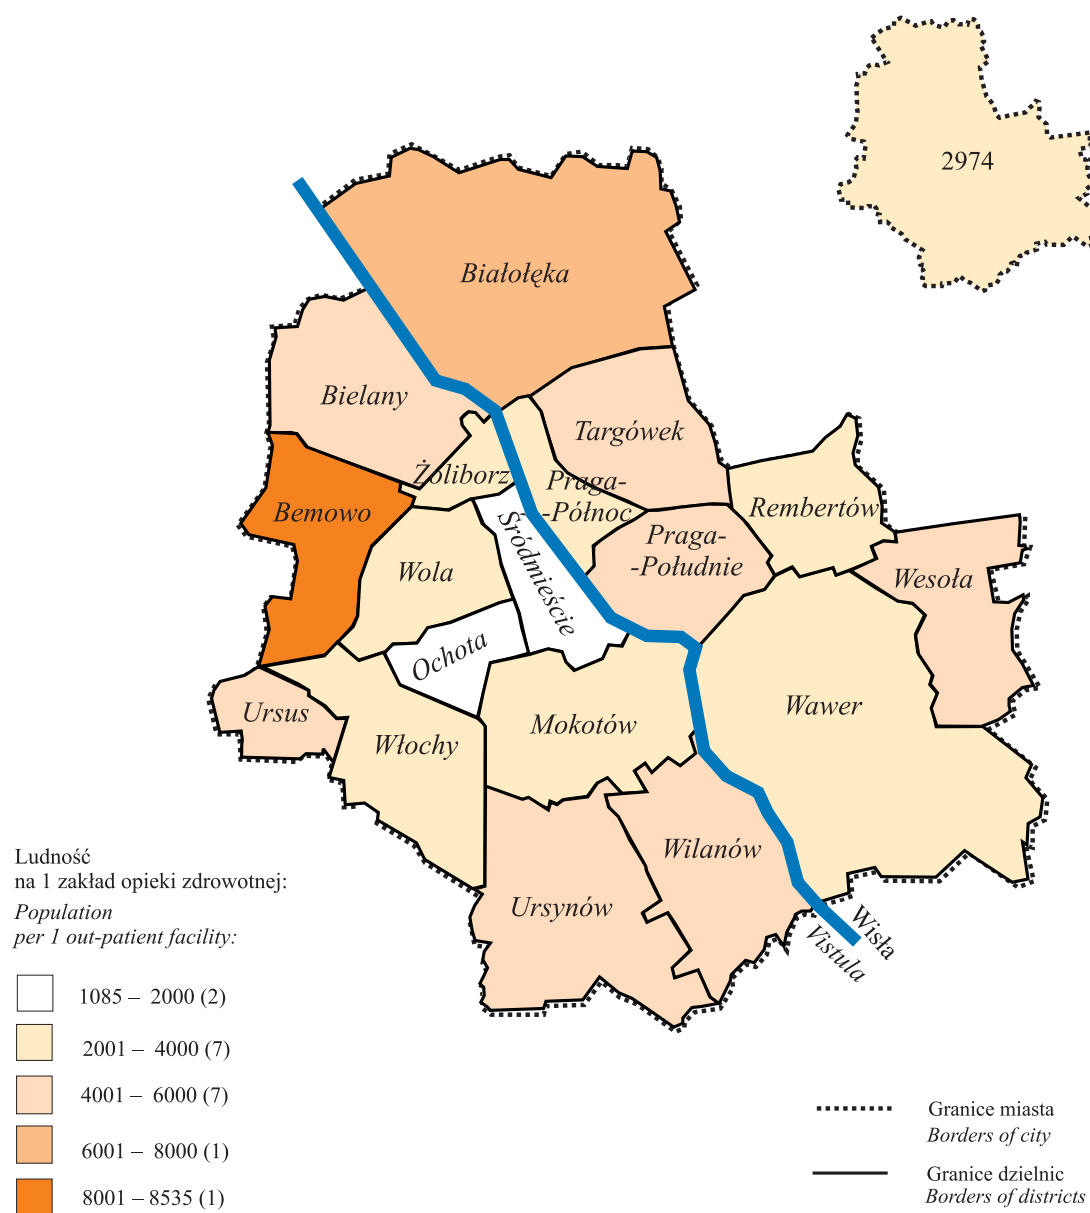 2974
Białołęka
Bielany
Targówek
Żoliborz
Praga-
-Północ
Rembertów
Bemowo
Śródmieście
Praga-
-Południe
Wola
Wesoła
Ochota
Ursus
Włochy
Mokotów
Wawer
Wilanów
Ursynów
Wisła
Vistula
Ludność
na 1 zakład opieki zdrowotnej:
Population
per 1 out-patient facility:
1085 – 2000 (2)
2001 – 4000 (7)
4001 – 6000 (7)
6001 – 8000 (1)
8001 – 8535 (1)
Granice miasta
Borders of city
Granice dzielnic
Borders of districts